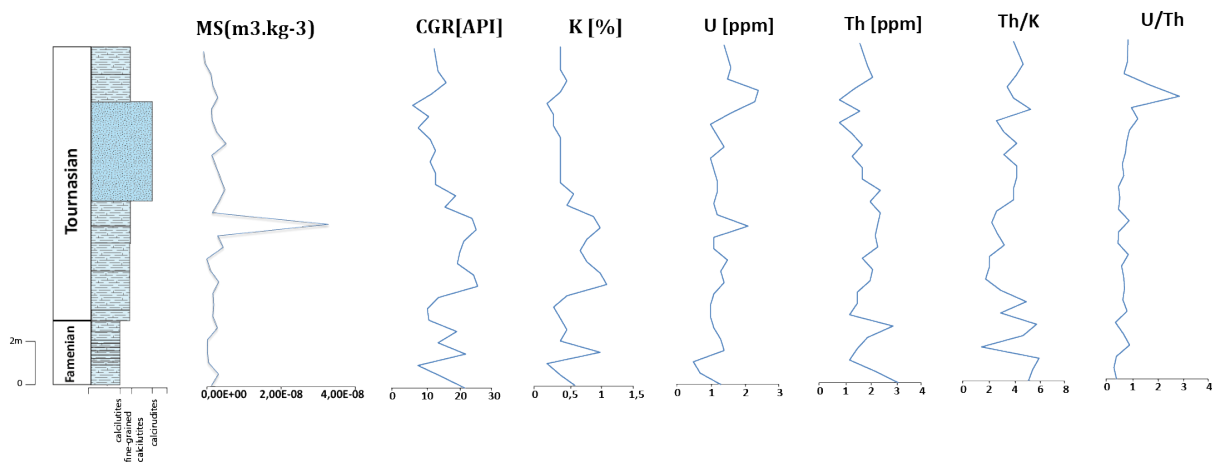 MS(m3.kg-3)
CGR[API]
K [%]
U [ppm]
Th [ppm]
Th/K
U/Th
Tournasian
Famenian
2m
0
calcilutites
fine-grained
calcilutites
calcirudites
0,00E+00 2,00E-08 4,00E-08
0 10 20 30
0 0,5 1 1,5
0 1 2 3
0 1 2 3 4
0 2 4 6 8
0 1 2 3 4